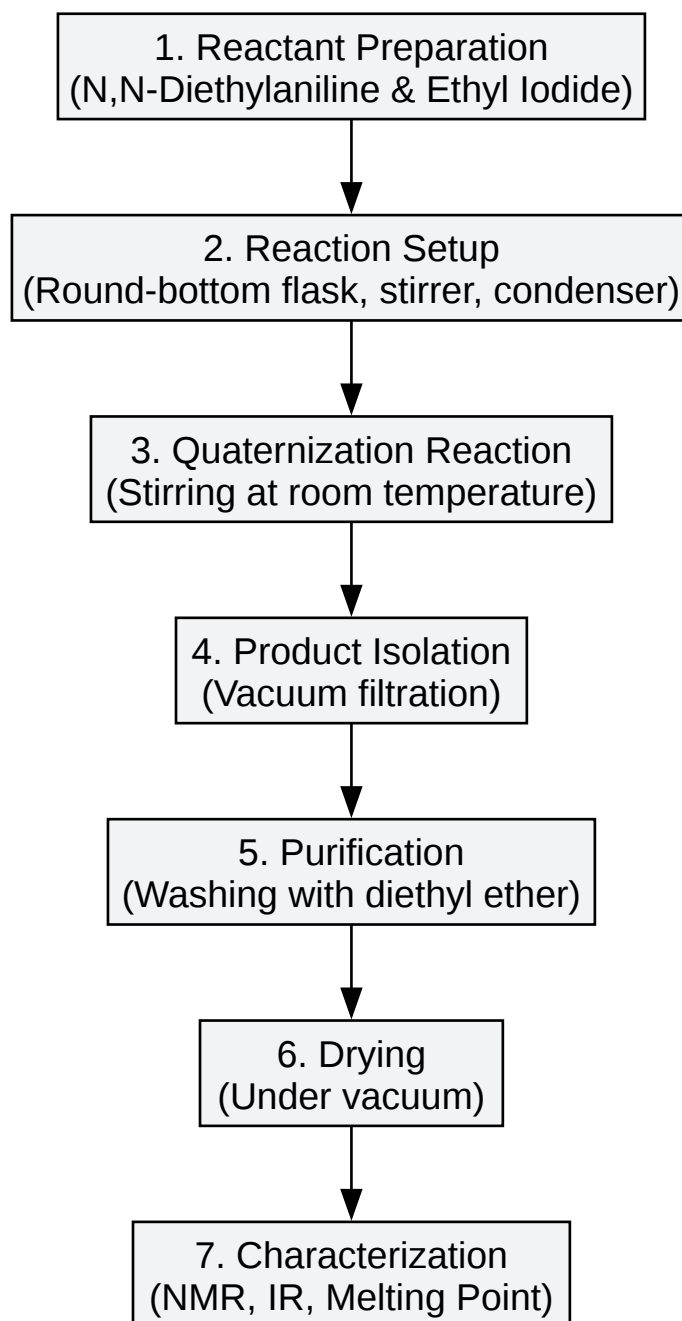 1. Reactant Preparation
(N,N-Diethylaniline & Ethyl Iodide)
2. Reaction Setup
(Round-bottom flask, stirrer, condenser)
3. Quaternization Reaction
(Stirring at room temperature)
4. Product Isolation
(Vacuum filtration)
5. Purification
(Washing with diethyl ether)
6. Drying
(Under vacuum)
7. Characterization
(NMR, IR, Melting Point)